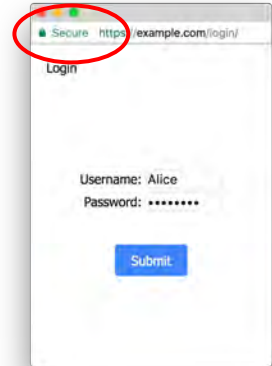 Secure https://example.com/login/
Login
Username: Alice
Password: ••••••••
Submit